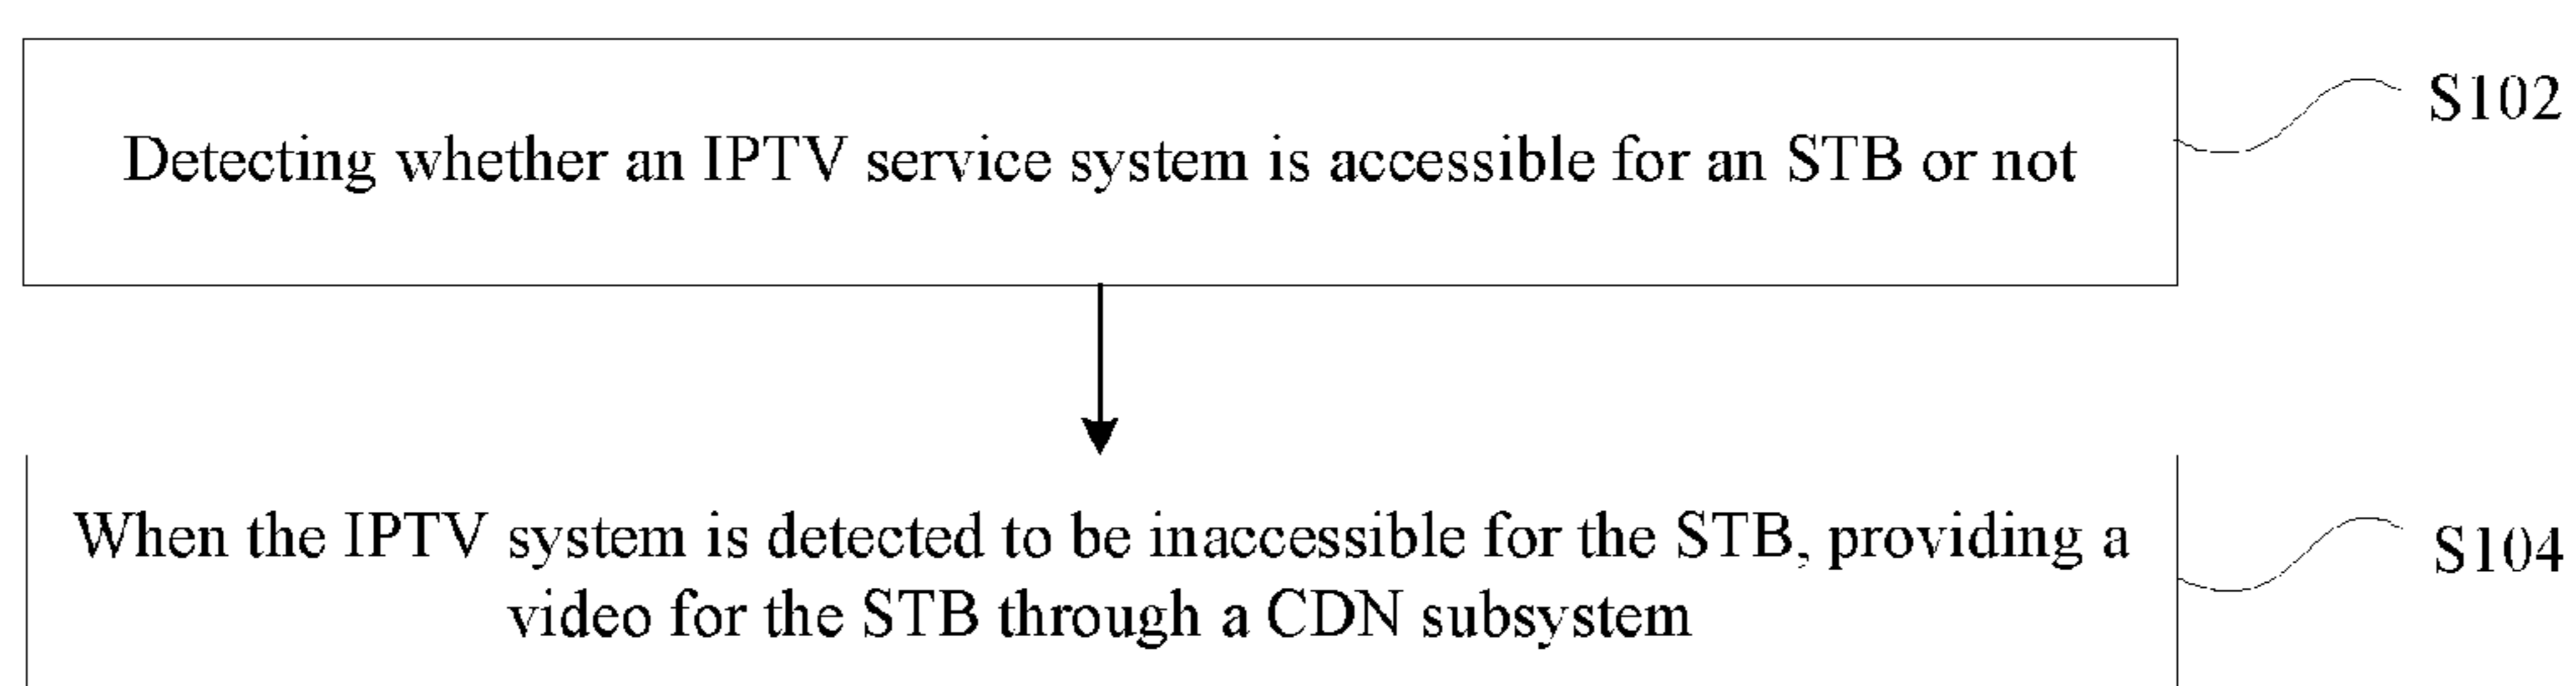 Detecting whether an IPTV service system is accessible for an STB or not
S102
When the IPTV system is detected to be inaccessible for the STB, providing a
video for the STB through a CDN subsystem
S104